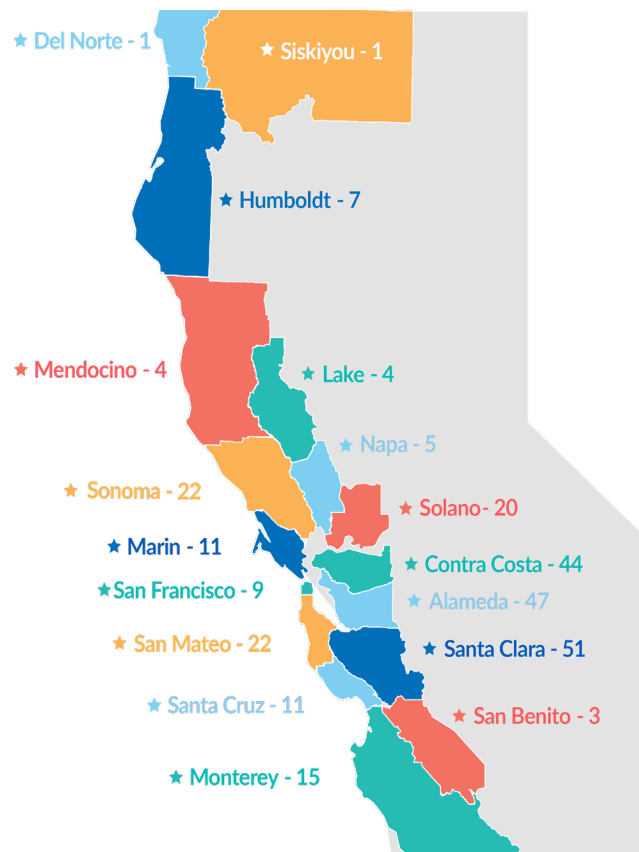 ★ Del Norte - 1
★ Siskiyou - 1
★ Humboldt - 7
★ Mendocino - 4
★ Lake - 4
★ Napa - 5
★ Sonoma - 22
★ Solano- 20
★ Marin - 11
★ Contra Costa - 44
★San Francisco - 9
★ Alameda - 47
★ San Mateo - 22
★ Santa Clara - 51
★ Santa Cruz - 11
★ San Benito - 3
★ Monterey - 15